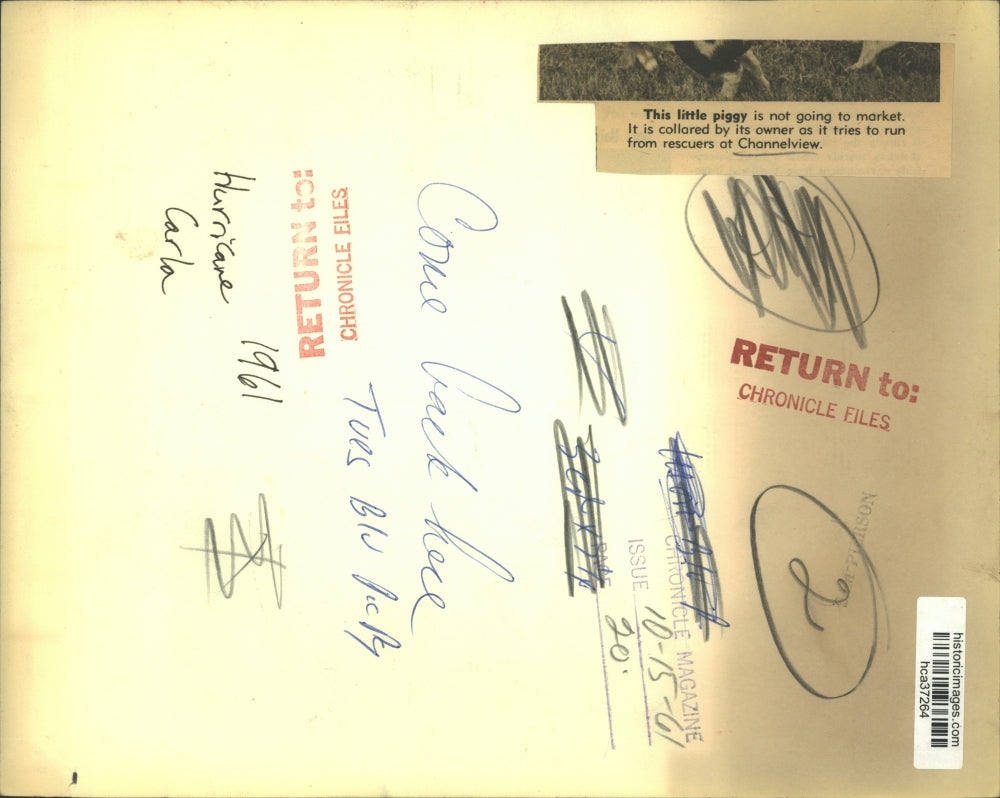 This little piggy is not going to market.
It is collared by its owner as it tries to run
from rescuers at Channelview.
RETURN to:
CHRONICLE FILES
Hurricane
Carla
1961
RETURN to:
CHRONICLE FILES
Come back here
Tues
CHRONICLE MAGAZINE
ISSUE 10-15-61
PAGE 20
historicimages.com
hca37264